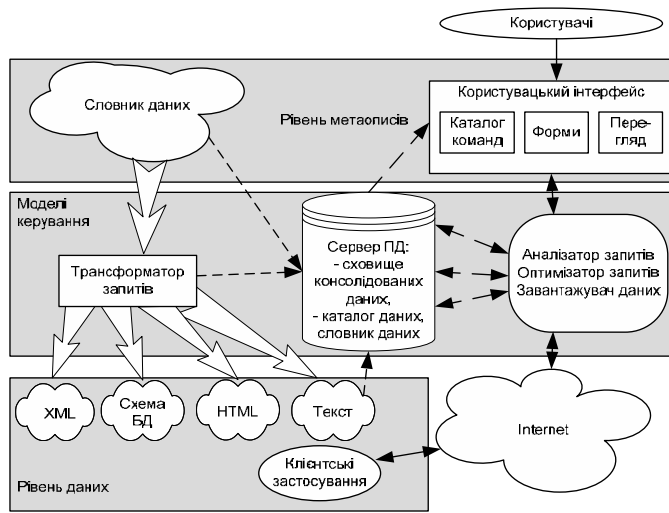 Користувачі
Словник даних
Рівень метаописів
Користувацький інтерфейс
Каталог
команд
Форми
Пере-
гляд
Моделі
керування
Трансформатор
запитів
Сервер ПД:
- сховище
консолідованих
даних,
- каталог даних,
словник даних
Аналізатор запитів
Оптимізатор запитів
Завантажувач даних
XML
Схема
БД
HTML
Текст
Internet
Клієнтські
застосування
Рівень даних